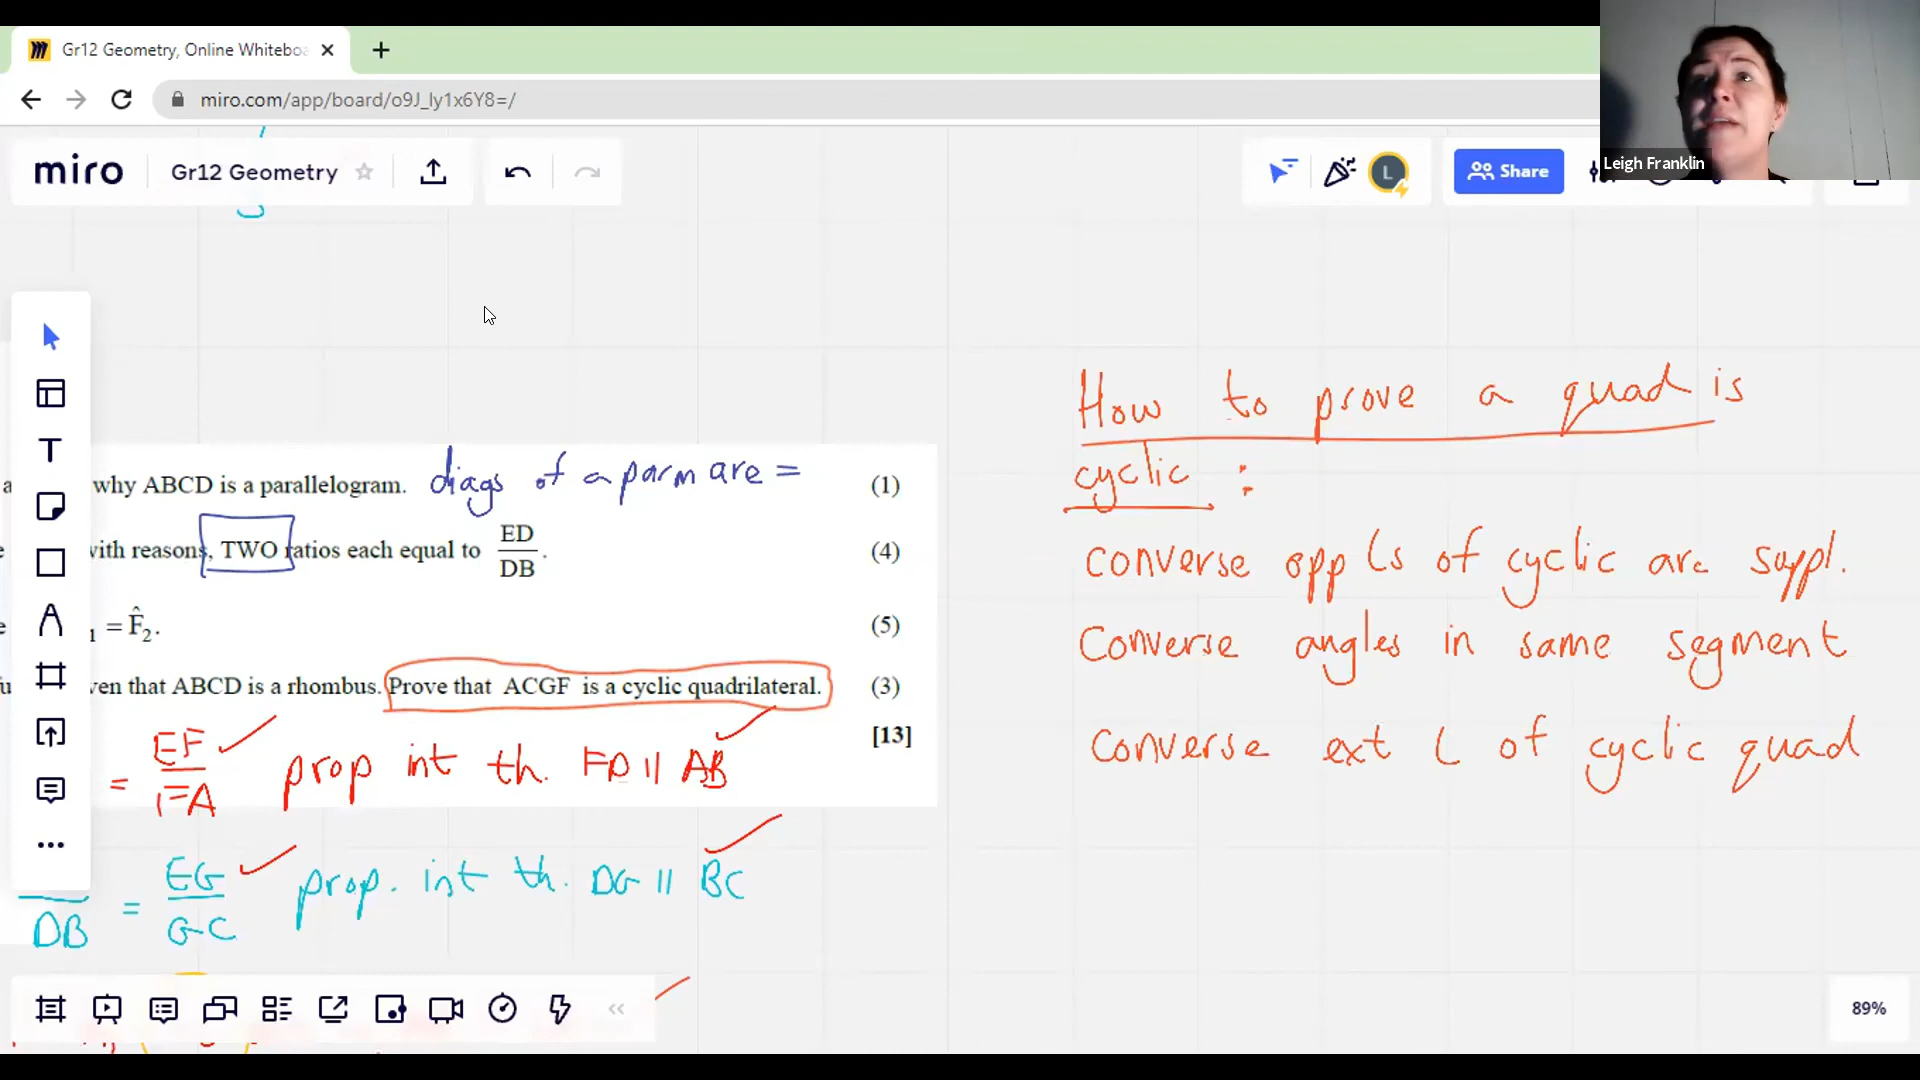 Gr12 Geometry, Online Whiteboa
miro.com/app/board/o9J_ly1x6Y8=/
miro
Gr12 Geometry
L
Share
Leigh Franklin
How to prove a quad is
cyclic :
converse opp ∠s of cyclic are suppl.
Converse angles in same segment
Converse ext ∠ of cyclic quad
why ABCD is a parallelogram. diags of a parm are = (1)
with reasons, TWO ratios each equal to ED/DB. (4)
₁ = F̂₂. (5)
ven that ABCD is a rhombus. Prove that ACGF is a cyclic quadrilateral. (3)
[13]
= EF/FA prop int th. FD || AB
DB = EG/GC prop. int th. DG || BC
89%